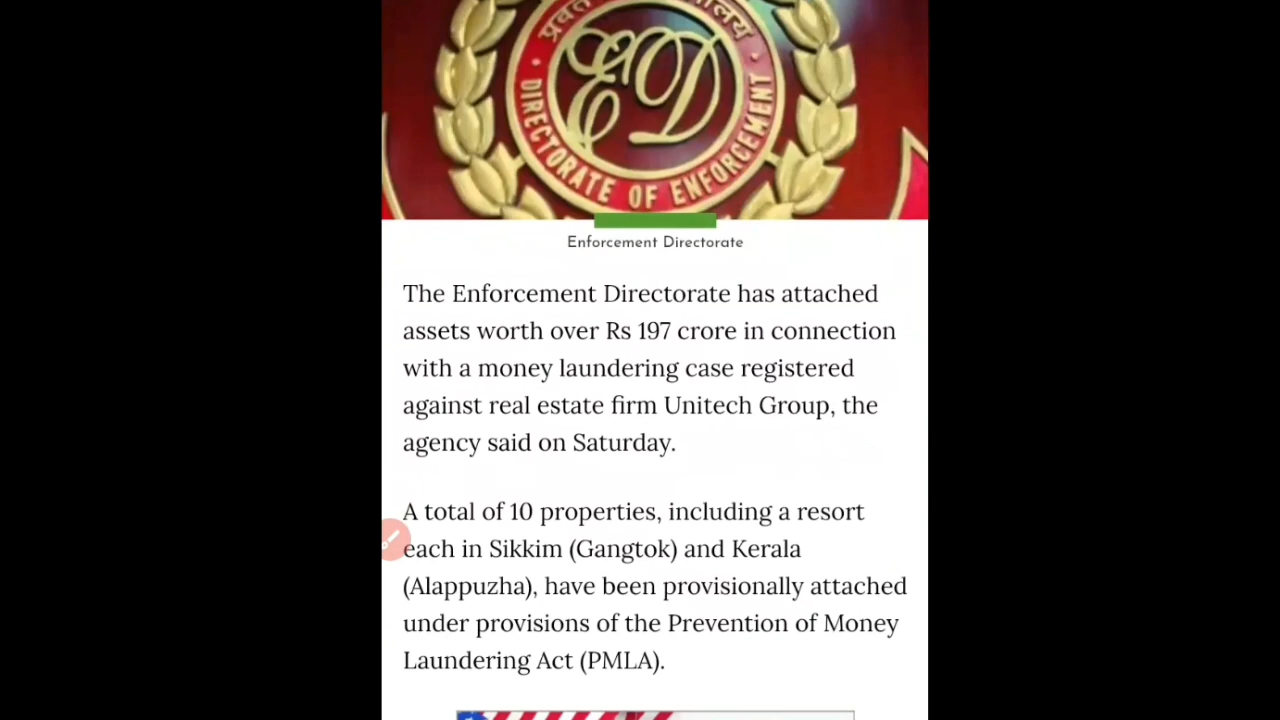 DIRECTORATE OF ENFORCEMENT
ED
Enforcement Directorate
The Enforcement Directorate has attached
assets worth over Rs 197 crore in connection
with a money laundering case registered
against real estate firm Unitech Group, the
agency said on Saturday.
A total of 10 properties, including a resort
each in Sikkim (Gangtok) and Kerala
(Alappuzha), have been provisionally attached
under provisions of the Prevention of Money
Laundering Act (PMLA).